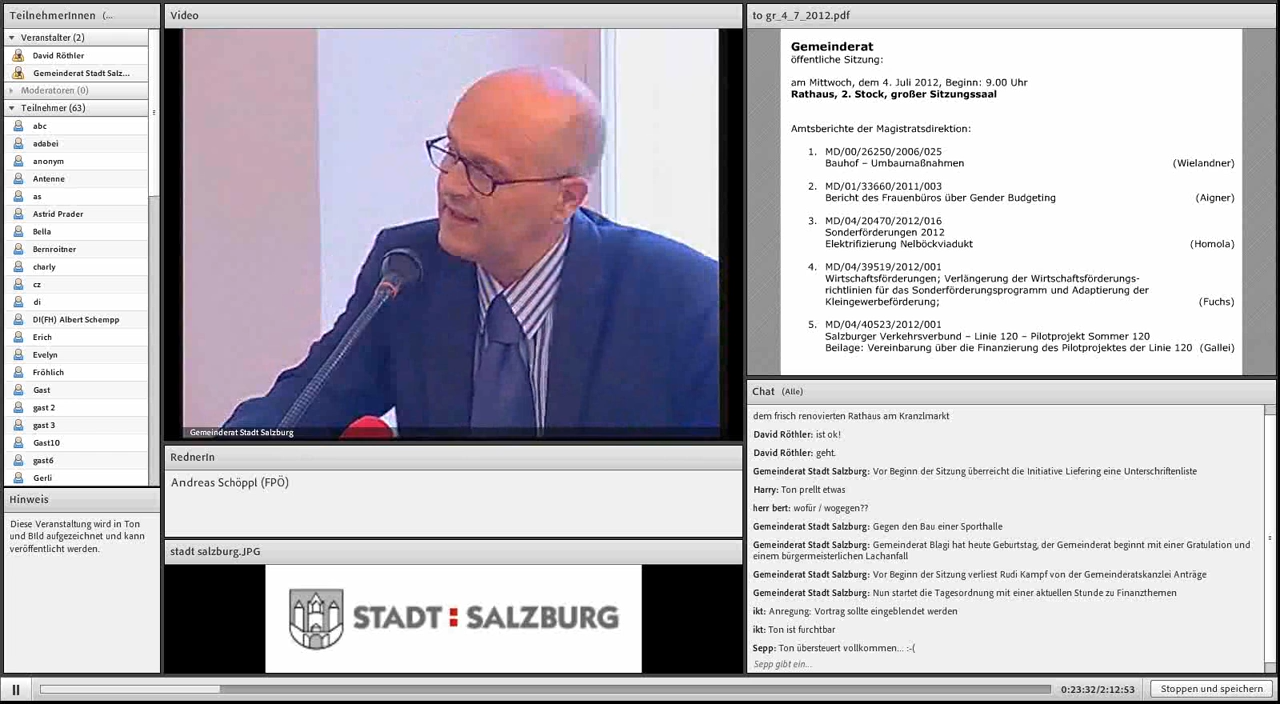 TeilnehmerInnen (...
Veranstalter (2)
David Röthler
Gemeinderat Stadt Salz...
Moderatoren (0)
Teilnehmer (63)
abc
adabei
anonym
Antenne
as
Astrid Prader
Bella
Bernroitner
charly
cz
di
DI(FH) Albert Schempp
Erich
Evelyn
Fröhlich
Gast
gast 2
gast 3
Gast10
gast6
Gerli
Hinweis
Diese Veranstaltung wird in Ton
und BIld aufgezeichnet und kann
veröffentlicht werden.
Video
Gemeinderat Stadt Salzburg
RednerIn
Andreas Schöppl (FPÖ)
stadt salzburg.JPG
STADT:SALZBURG
to gr_4_7_2012.pdf
Gemeinderat
öffentliche Sitzung:
am Mittwoch, dem 4. Juli 2012, Beginn: 9.00 Uhr
Rathaus, 2. Stock, großer Sitzungssaal
Amtsberichte der Magistratsdirektion:
1. MD/00/26250/2006/025
Bauhof – Umbaumaßnahmen (Wielandner)
2. MD/01/33660/2011/003
Bericht des Frauenbüros über Gender Budgeting (Aigner)
3. MD/04/20470/2012/016
Sonderförderungen 2012
Elektrifizierung Nelböckviadukt (Homola)
4. MD/04/39519/2012/001
Wirtschaftsförderungen; Verlängerung der Wirtschaftsförderungs-
richtlinien für das Sonderförderungsprogramm und Adaptierung der
Kleingewerbeförderung; (Fuchs)
5. MD/04/40523/2012/001
Salzburger Verkehrsverbund – Linie 120 – Pilotprojekt Sommer 120
Beilage: Vereinbarung über die Finanzierung des Pilotprojektes der Linie 120 (Gallei)
Chat (Alle)
dem frisch renovierten Rathaus am Kranzlmarkt
David Röthler: ist ok!
David Röthler: geht.
Gemeinderat Stadt Salzburg: Vor Beginn der Sitzung überreicht die Initiative Liefering eine Unterschriftenliste
Harry: Ton prellt etwas
herr bert: wofür / wogegen??
Gemeinderat Stadt Salzburg: Gegen den Bau einer Sporthalle
Gemeinderat Stadt Salzburg: Gemeinderat Blagi hat heute Geburtstag, der Gemeinderat beginnt mit einer Gratulation und
einem bürgermeisterlichen Lachanfall
Gemeinderat Stadt Salzburg: Vor Beginn der Sitzung verliest Rudi Kampf von der Gemeinderatskanzlei Anträge
Gemeinderat Stadt Salzburg: Nun startet die Tagesordnung mit einer aktuellen Stunde zu Finanzthemen
ikt: Anregung: Vortrag sollte eingeblendet werden
ikt: Ton ist furchtbar
Sepp: Ton übersteuert vollkommen... :-(
Sepp gibt ein...
0:23:32/2:12:53
Stoppen und speichern